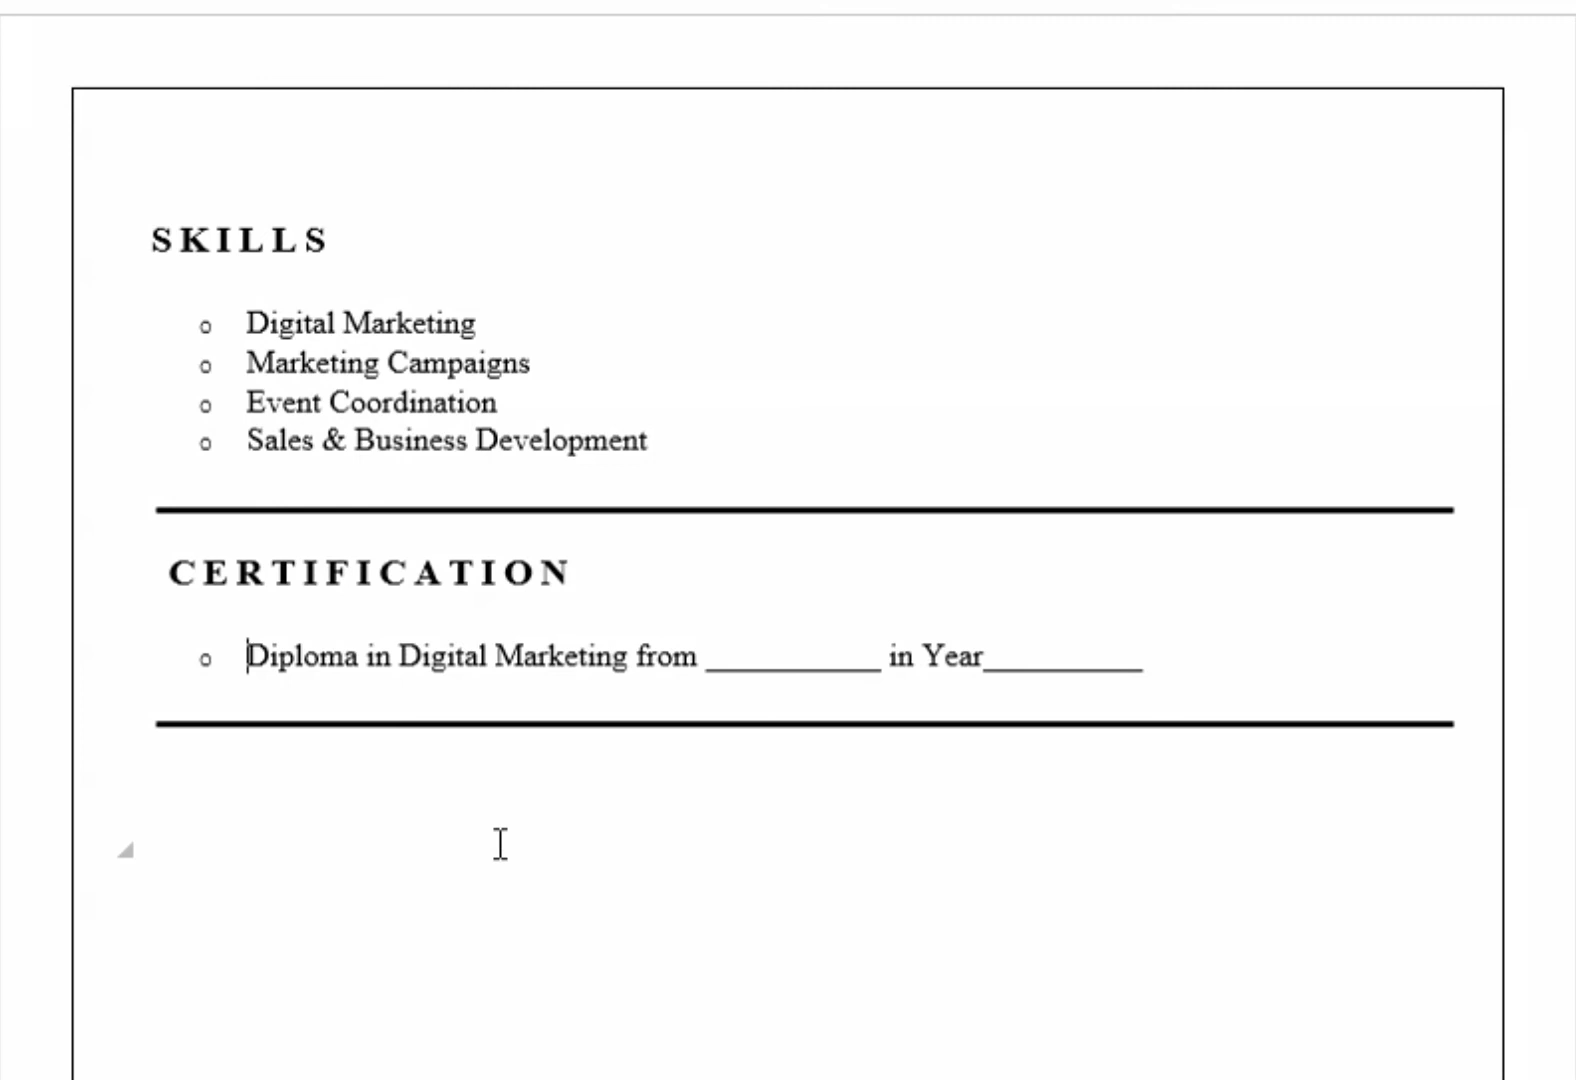 SKILLS
o Digital Marketing
o Marketing Campaigns
o Event Coordination
o Sales & Business Development
CERTIFICATION
o Diploma in Digital Marketing from ___________ in Year__________